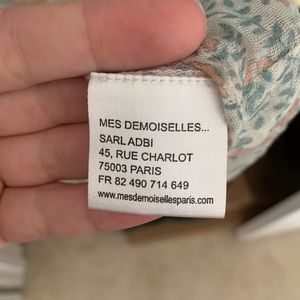 MES DEMOISELLES...
SARL ADBI
45, RUE CHARLOT
75003 PARIS
FR 82 490 714 649
www.mesdemoisellesparis.com